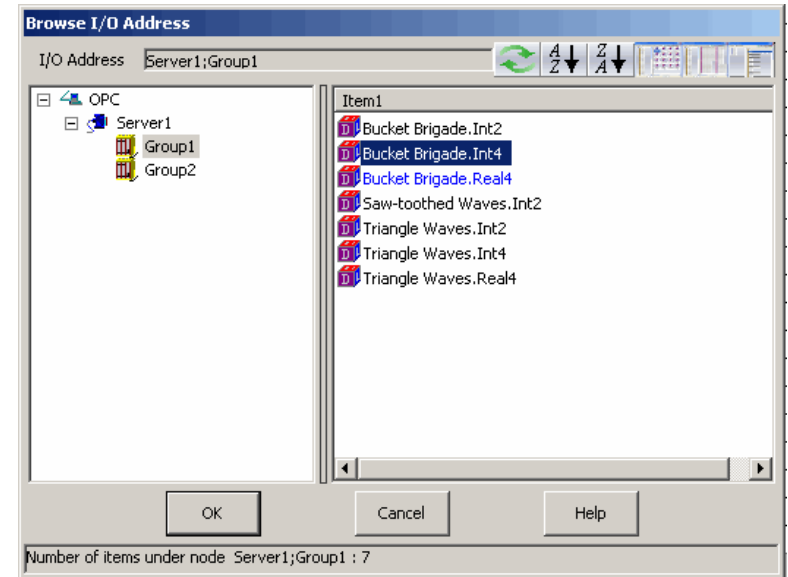 Browse I/O Address
I/O Address Server1;Group1
A Z Z A
OPC
Server1
Group1
Group2
Item1
Bucket Brigade.Int2
Bucket Brigade.Int4
Bucket Brigade.Real4
Saw-toothed Waves.Int2
Triangle Waves.Int2
Triangle Waves.Int4
Triangle Waves.Real4
OK Cancel Help
Number of items under node Server1;Group1 : 7